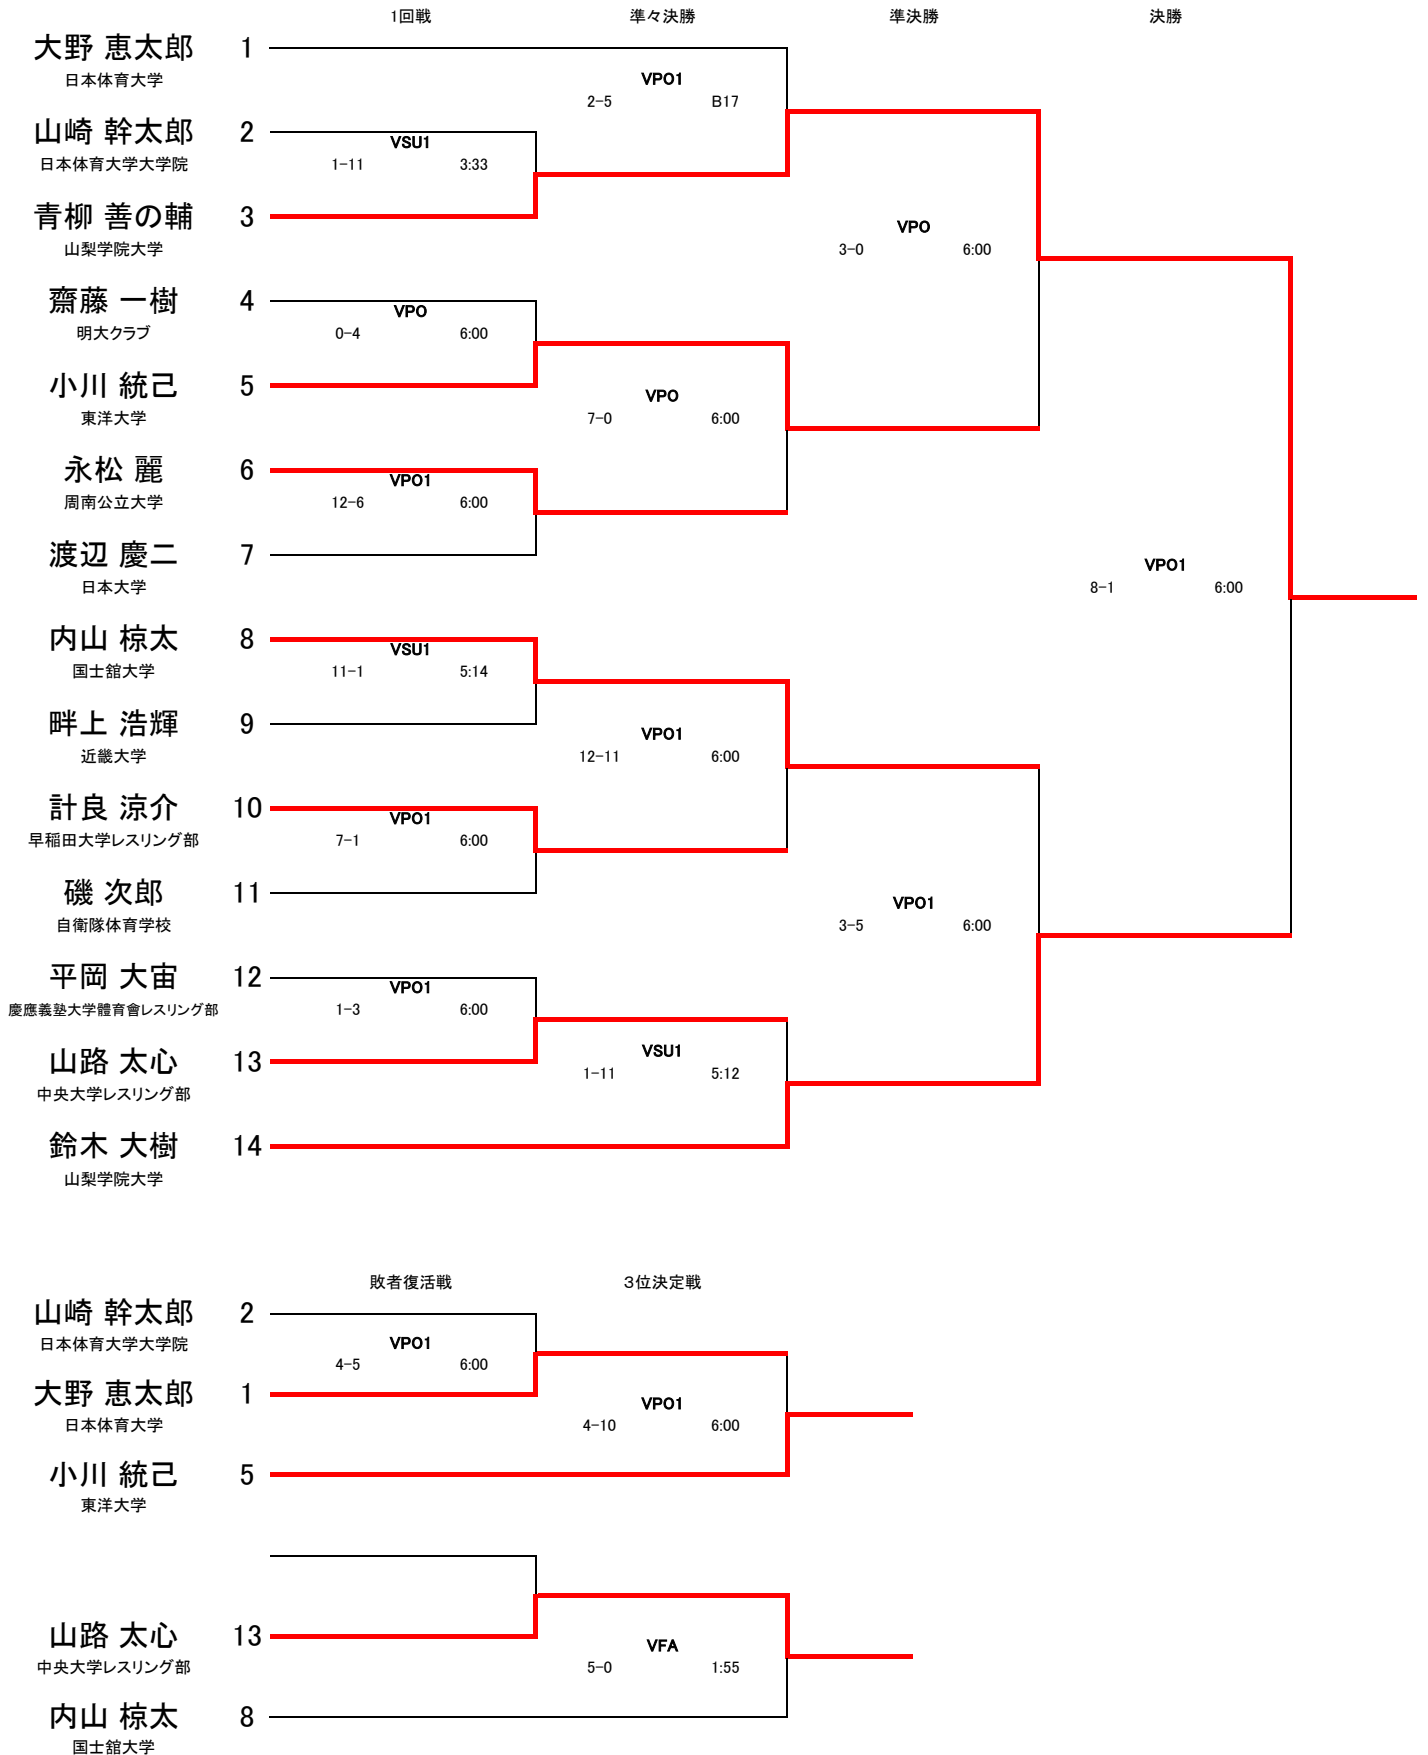 1回戦 準々決勝 準決勝 決勝
大野 恵太郎 1
日本体育大学
VPO1
2-5 B17
山崎 幹太郎 2
日本体育大学大学院
VSU1
1-11 3:33
青柳 善の輔 3
山梨学院大学
VPO
3-0 6:00
齋藤 一樹 4
明大クラブ
VPO
0-4 6:00
小川 統己 5
東洋大学
VPO
7-0 6:00
永松 麗 6
周南公立大学
VPO1
12-6 6:00
渡辺 慶二 7
日本大学
VPO1
8-1 6:00
内山 椋太 8
国士舘大学
VSU1
11-1 5:14
畔上 浩輝 9
近畿大学
VPO1
12-11 6:00
計良 涼介 10
早稲田大学レスリング部
VPO1
7-1 6:00
磯 次郎 11
自衛隊体育学校
VPO1
3-5 6:00
平岡 大宙 12
慶應義塾大学體育會レスリング部
VPO1
1-3 6:00
山路 太心 13
中央大学レスリング部
VSU1
1-11 5:12
鈴木 大樹 14
山梨学院大学
敗者復活戦 3位決定戦
山崎 幹太郎 2
日本体育大学大学院
VPO1
4-5 6:00
大野 恵太郎 1
日本体育大学
VPO1
4-10 6:00
小川 統己 5
東洋大学
山路 太心 13
中央大学レスリング部
VFA
5-0 1:55
内山 椋太 8
国士舘大学